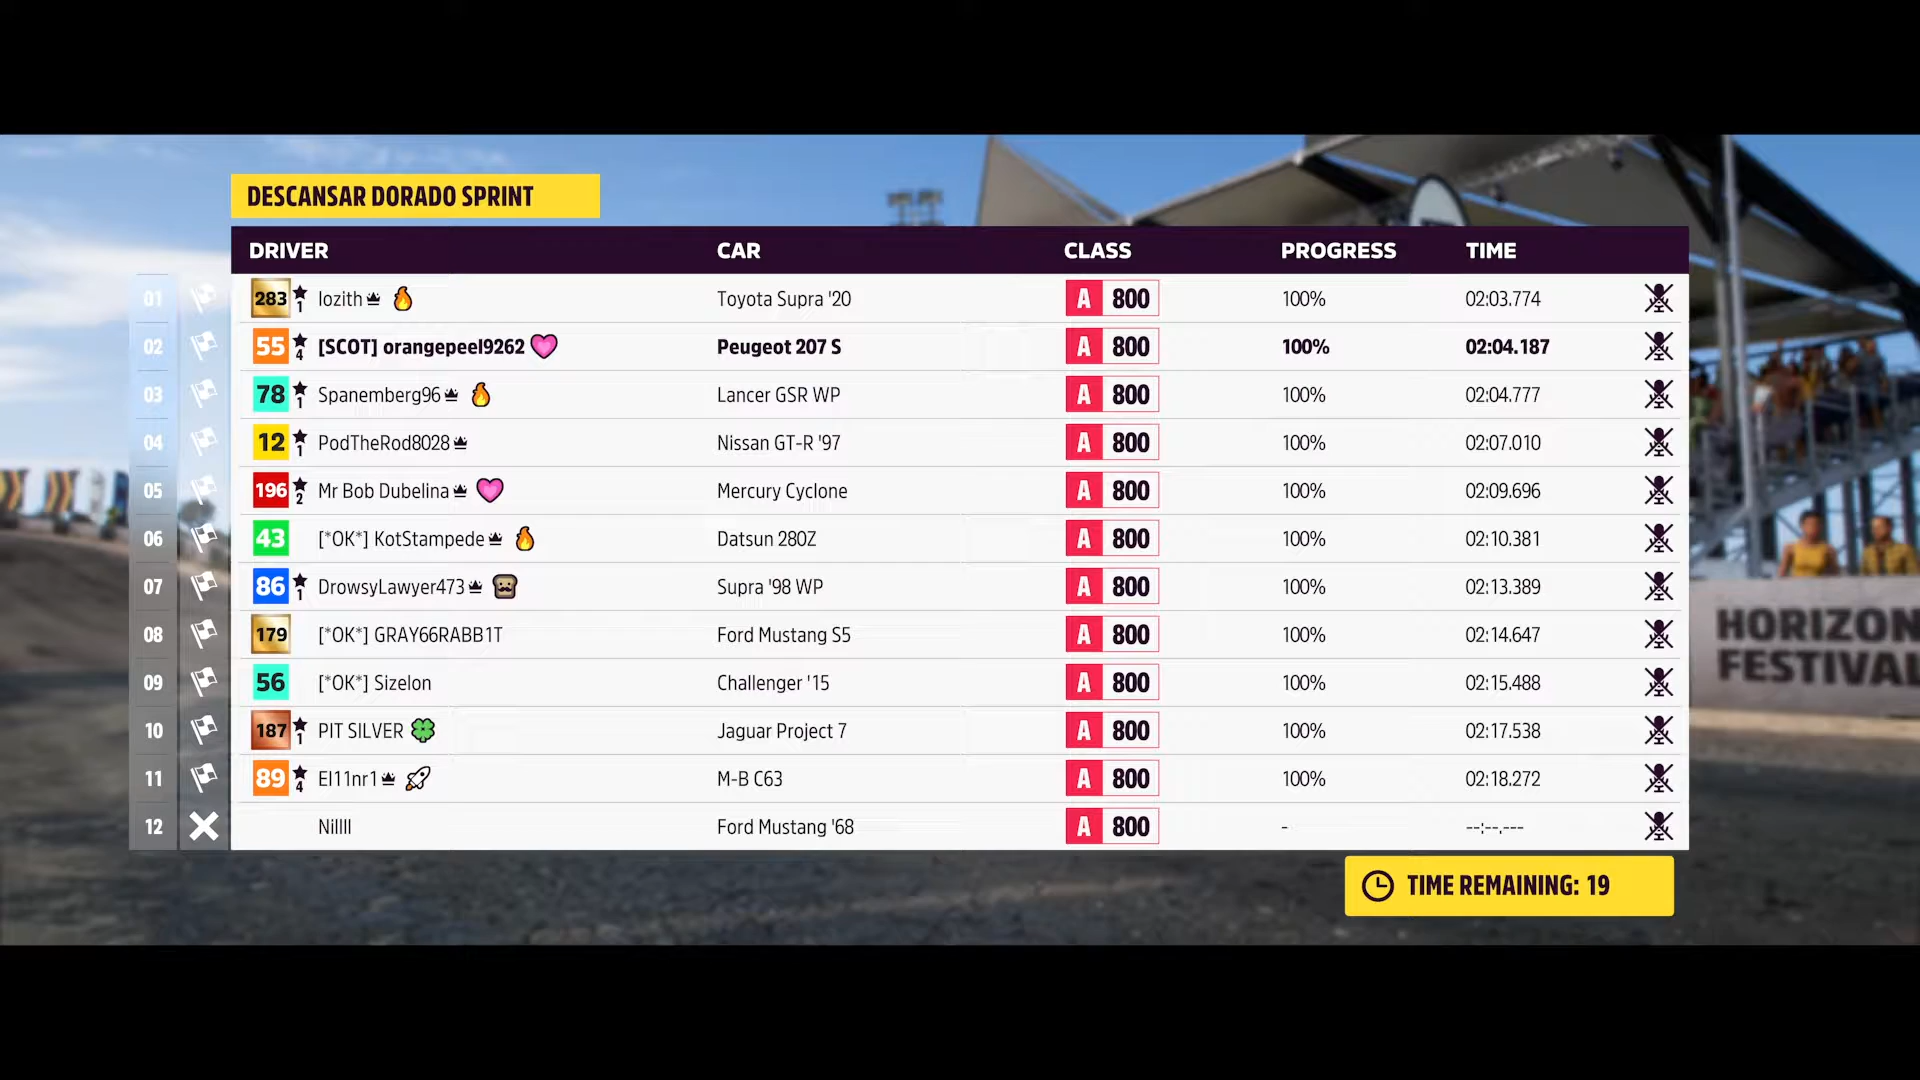 DESCANSAR DORADO SPRINT
DRIVER CAR CLASS PROGRESS TIME
01 283 1 lozith Toyota Supra '20 A 800 100% 02:03.774
02 55 4 [SCOT] orangepeel9262 Peugeot 207 S A 800 100% 02:04.187
03 78 1 Spanemberg96 Lancer GSR WP A 800 100% 02:04.777
04 12 1 PodTheRod8028 Nissan GT-R '97 A 800 100% 02:07.010
05 196 2 Mr Bob Dubelina Mercury Cyclone A 800 100% 02:09.696
06 43 [*OK*] KotStampede Datsun 280Z A 800 100% 02:10.381
07 86 1 DrowsyLawyer473 Supra '98 WP A 800 100% 02:13.389
08 179 [*OK*] GRAY66RABB1T Ford Mustang S5 A 800 100% 02:14.647
09 56 [*OK*] Sizelon Challenger '15 A 800 100% 02:15.488
10 187 1 PIT SILVER Jaguar Project 7 A 800 100% 02:17.538
11 89 4 El11nr1 M-B C63 A 800 100% 02:18.272
12 Nillll Ford Mustang '68 A 800 - --:--.---
TIME REMAINING: 19
HORIZON
FESTIVAL